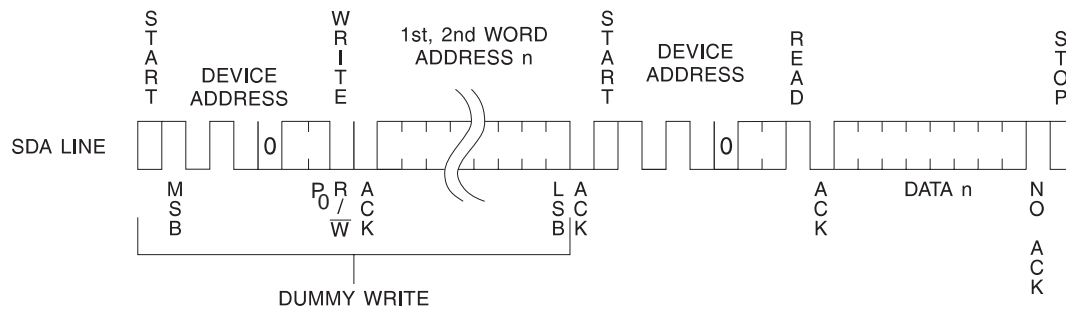 START
DEVICE
ADDRESS
WRITE
1st, 2nd WORD
ADDRESS n
START
DEVICE
ADDRESS
READ
STOP
SDA LINE
0
0
MSB
P0
R/W
ACK
LSB
ACK
ACK
DATA n
NO ACK
DUMMY WRITE